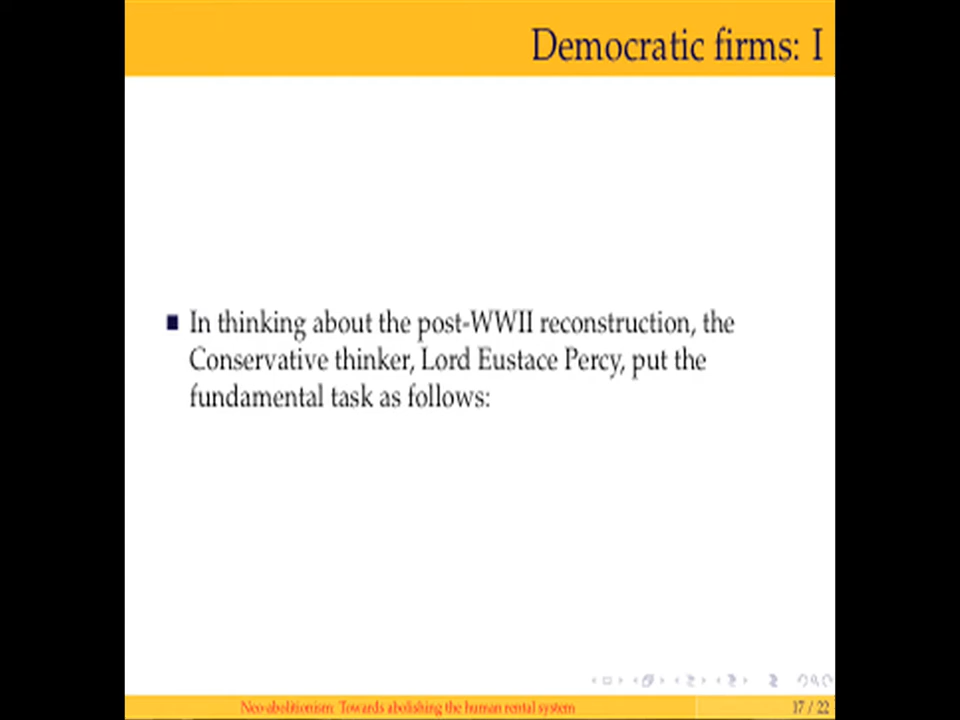 Democratic firms: I
In thinking about the post-WWII reconstruction, the
Conservative thinker, Lord Eustace Percy, put the
fundamental task as follows:
Neo-abolitionism: Towards abolishing the human rental system
17 / 22